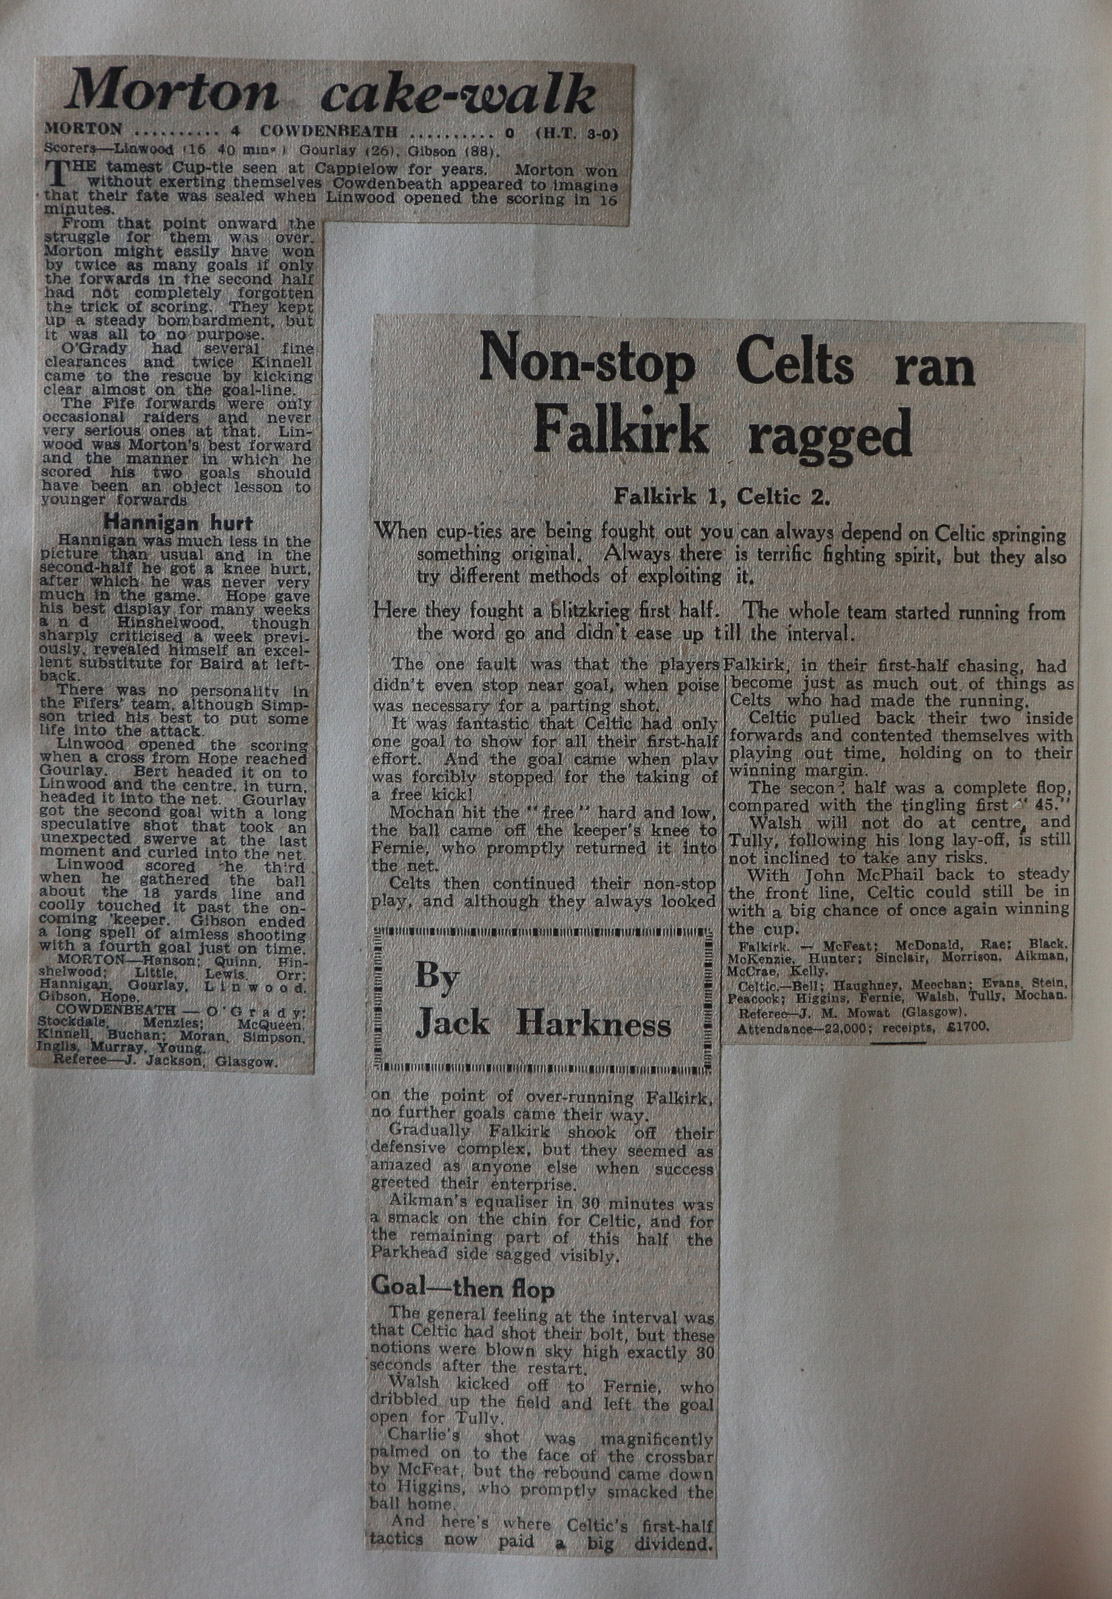 Morton cake-walk
MORTON .......... 4 COWDENBEATH .......... 0 (H.T. 3-0)
Scorers—Linwood (16 40 mins) Gourlay (26), Gibson (88).
THE tamest Cup-tie seen at Cappielow for years. Morton won
without exerting themselves Cowdenbeath appeared to imagine
that their fate was sealed when Linwood opened the scoring in 16
minutes.
From that point onward the
struggle for them was over.
Morton might easily have won
by twice as many goals if only
the forwards in the second half
had not completely forgotten
the trick of scoring. They kept
up a steady bombardment, but
it was all to no purpose.
O'Grady had several fine
clearances and twice Kinnell
came to the rescue by kicking
clear almost on the goal-line.
The Fife forwards were only
occasional raiders and never
very serious ones at that. Lin-
wood was Morton's best forward
and the manner in which he
scored his two goals should
have been an object lesson to
younger forwards
Hannigan hurt
Hannigan was much less in the
picture than usual and in the
second-half he got a knee hurt,
after which he was never very
much in the game. Hope gave
his best display for many weeks
and Hinshelwood, though
sharply criticised a week previ-
ously, revealed himself an excel-
lent substitute for Baird at left-
back.
There was no personality in
the Fifers' team, although Simp-
son tried his best to put some
life into the attack.
Linwood opened the scoring
when a cross from Hope reached
Gourlay. Bert headed it on to
Linwood and the centre, in turn,
headed it into the net. Gourlay
got the second goal with a long
speculative shot that took an
unexpected swerve at the last
moment and curled into the net.
Linwood scored the third
when he gathered the ball
about the 18 yards line and
coolly touched it past the on-
coming 'keeper. Gibson ended
a long spell of aimless shooting
with a fourth goal just on time.
MORTON—Hanson; Quinn, Hin-
shelwood; Little, Lewis, Orr;
Hannigan, Gourlay, Linwood,
Gibson, Hope.
COWDENBEATH — O'Grady;
Stockdale, Menzies; McQueen,
Kinnell, Buchan; Moran, Simpson,
Inglis, Murray, Young.
Referee—J. Jackson, Glasgow.
Non-stop Celts ran
Falkirk ragged
Falkirk 1, Celtic 2.
When cup-ties are being fought out you can always depend on Celtic springing
something original. Always there is terrific fighting spirit, but they also
try different methods of exploiting it.
Here they fought a blitzkrieg first half. The whole team started running from
the word go and didn't ease up till the interval.
The one fault was that the players
didn't even stop near goal, when poise
was necessary for a parting shot.
It was fantastic that Celtic had only
one goal to show for all their first-half
effort. And the goal came when play
was forcibly stopped for the taking of
a free kick!
Mochan hit the "free" hard and low,
the ball came off the keeper's knee to
Fernie, who promptly returned it into
the net.
Celts then continued their non-stop
play, and although they always looked
By
Jack Harkness
on the point of over-running Falkirk,
no further goals came their way.
Gradually Falkirk shook off their
defensive complex, but they seemed as
amazed as anyone else when success
greeted their enterprise.
Aikman's equaliser in 30 minutes was
a smack on the chin for Celtic, and for
the remaining part of this half the
Parkhead side sagged visibly.
Goal—then flop
The general feeling at the interval was
that Celtic had shot their bolt, but these
notions were blown sky high exactly 30
seconds after the restart.
Walsh kicked off to Fernie, who
dribbled up the field and left the goal
open for Tully.
Charlie's shot was magnificently
palmed on to the face of the crossbar
by McFeat, but the rebound came down
to Higgins, who promptly smacked the
ball home.
And here's where Celtic's first-half
tactics now paid a big dividend.
Falkirk, in their first-half chasing, had
become just as much out of things as
Celts who had made the running.
Celtic pulled back their two inside
forwards and contented themselves with
playing out time, holding on to their
winning margin.
The second half was a complete flop,
compared with the tingling first "45."
Walsh will not do at centre, and
Tully, following his long lay-off, is still
not inclined to take any risks.
With John McPhail back to steady
the front line, Celtic could still be in
with a big chance of once again winning
the cup.
Falkirk. — McFeat; McDonald, Rae; Black,
McKenzie, Hunter; Sinclair, Morrison, Aikman,
McCrae, Kelly.
Celtic.—Bell; Haughney, Meechan; Evans, Stein,
Peacock; Higgins, Fernie, Walsh, Tully, Mochan.
Referee—J. M. Mowat (Glasgow).
Attendance—23,000; receipts, £1700.